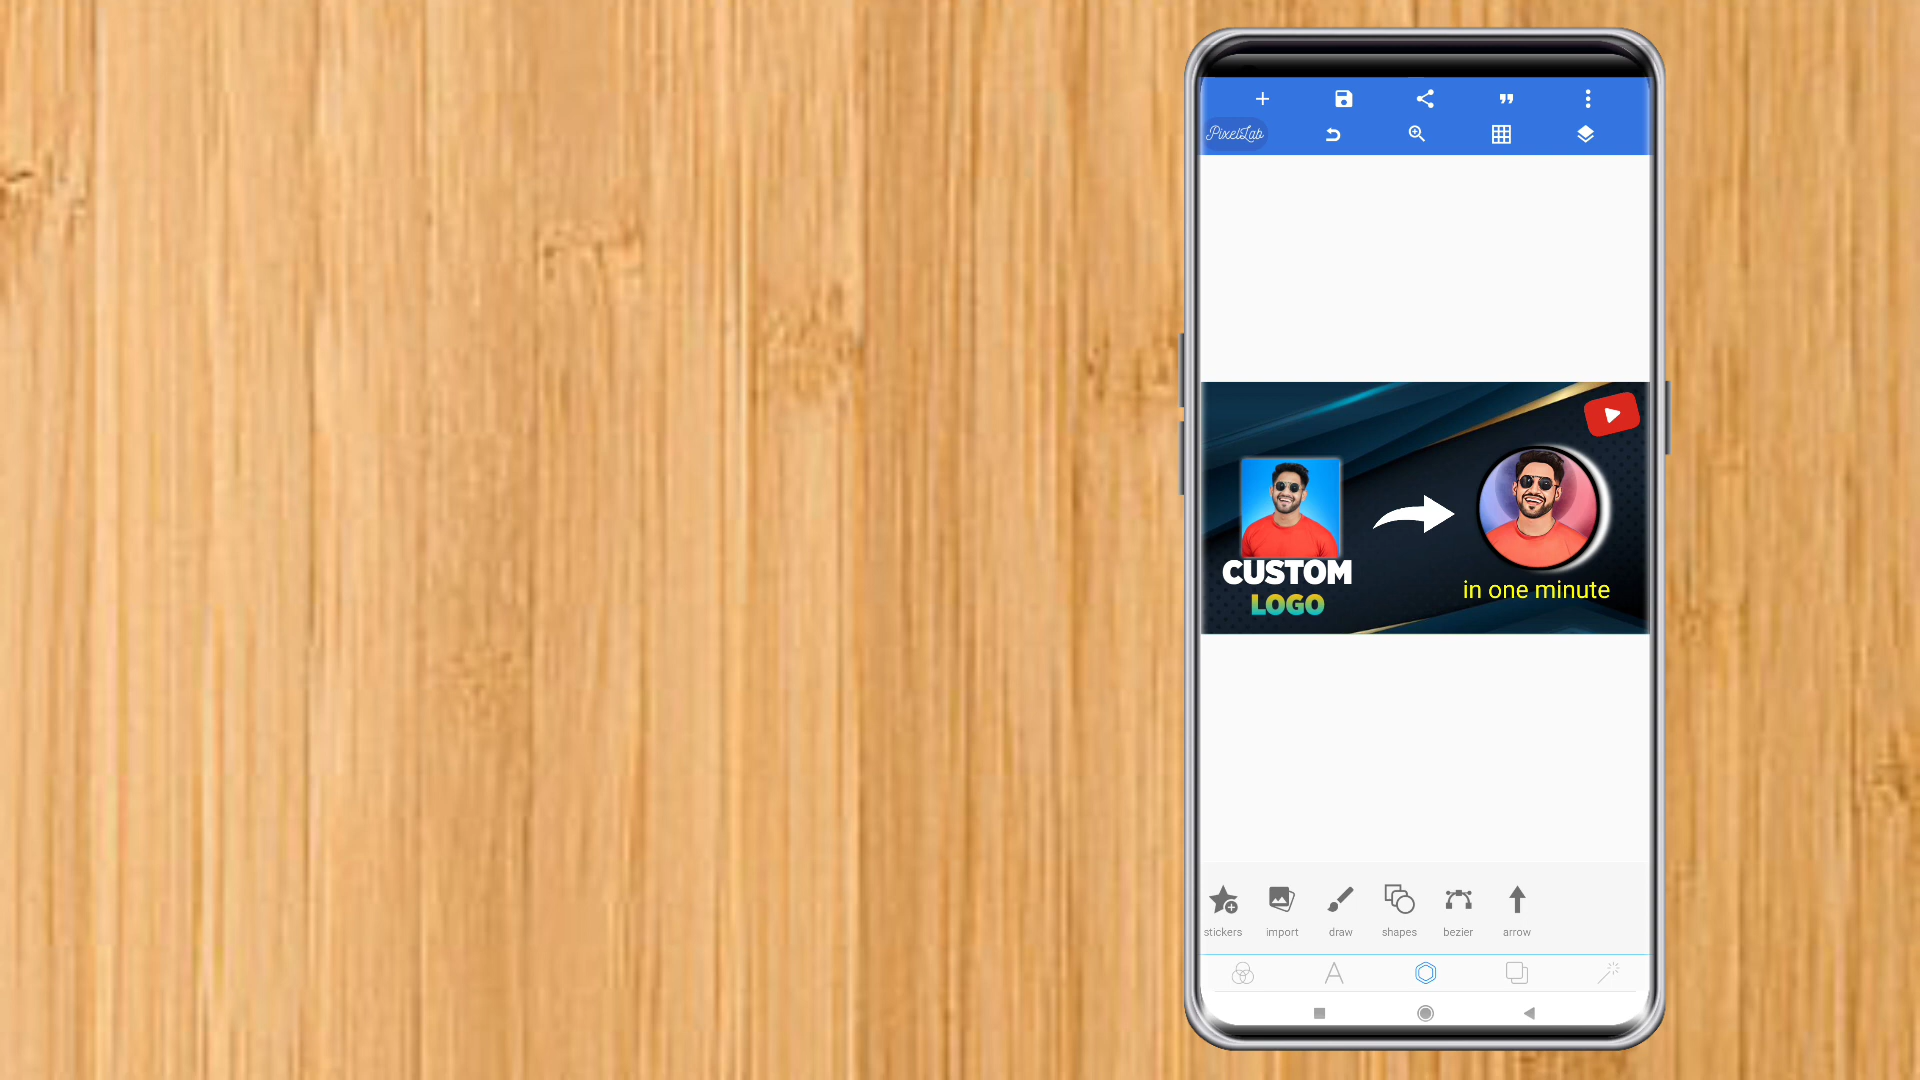 PixelLab
CUSTOM
LOGO
in one minute
stickers import draw shapes bezier arrow